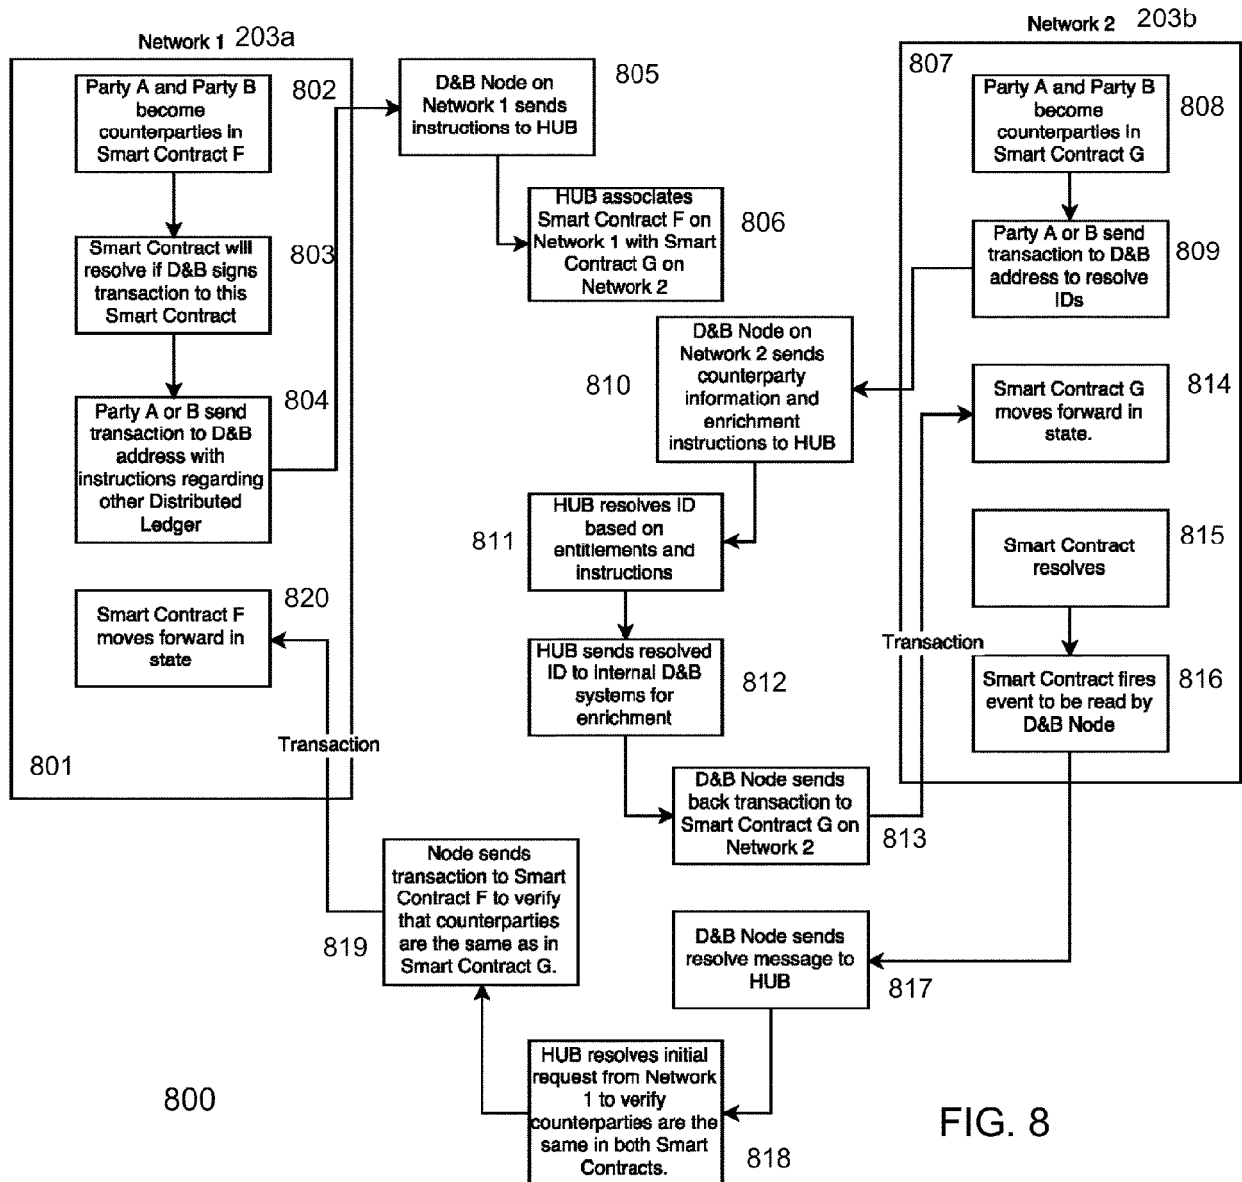 Network 1 203a
Network 2 203b
801
802
Party A and Party B
become
counterparties in
Smart Contract F
803
Smart Contract will
resolve if D&B signs
transaction to this
Smart Contract
804
Party A or B send
transaction to D&B
address with
instructions regarding
other Distributed
Ledger
820
Smart Contract F
moves forward in
state
Transaction
805
D&B Node on
Network 1 sends
instructions to HUB
806
HUB associates
Smart Contract F on
Network 1 with Smart
Contract G on
Network 2
807
808
Party A and Party B
become
counterparties in
Smart Contract G
809
Party A or B send
transaction to D&B
address to resolve
IDs
810
D&B Node on
Network 2 sends
counterparty
information and
enrichment
instructions to HUB
811
HUB resolves ID
based on
entitlements and
instructions
812
HUB sends resolved
ID to internal D&B
systems for
enrichment
813
D&B Node sends
back transaction to
Smart Contract G on
Network 2
Transaction
814
Smart Contract G
moves forward in
state.
815
Smart Contract
resolves
816
Smart Contract fires
event to be read by
D&B Node
817
D&B Node sends
resolve message to
HUB
818
HUB resolves initial
request from Network
1 to verify
counterparties are the
same in both Smart
Contracts.
819
Node sends
transaction to Smart
Contract F to verify
that counterparties
are the same as in
Smart Contract G.
800
FIG. 8